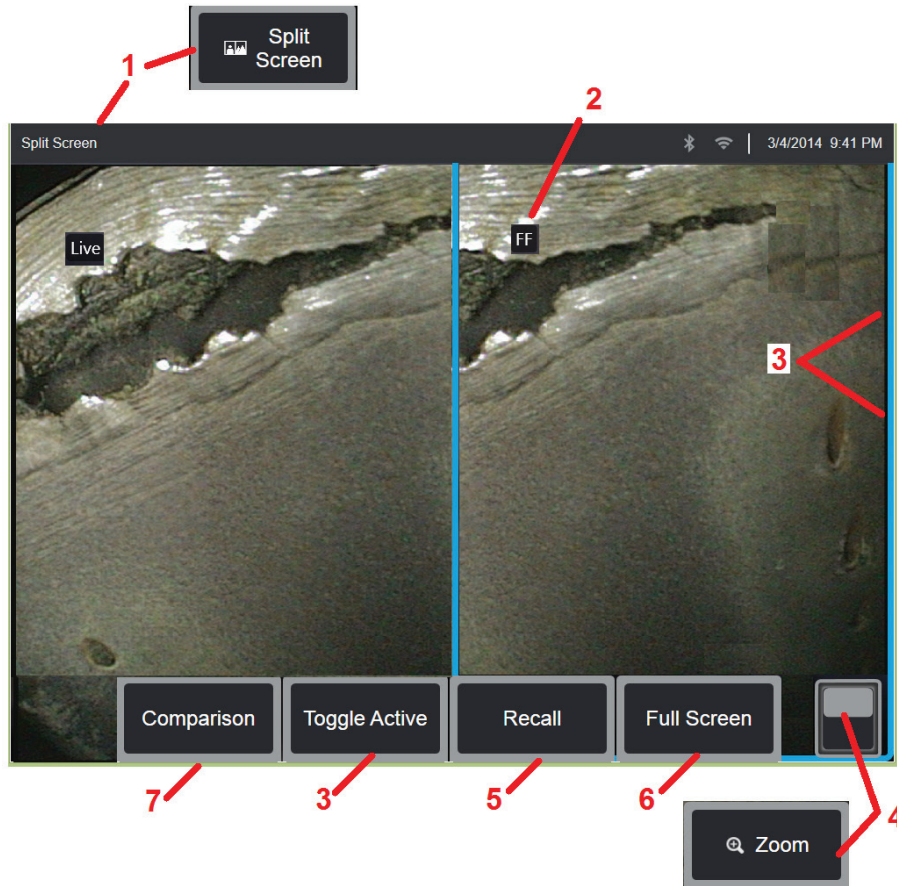 Split
Screen
1
2
Split Screen
3/4/2014 9:41 PM
Live
FF
3
Comparison
Toggle Active
Recall
Full Screen
7
3
5
6
4
Zoom